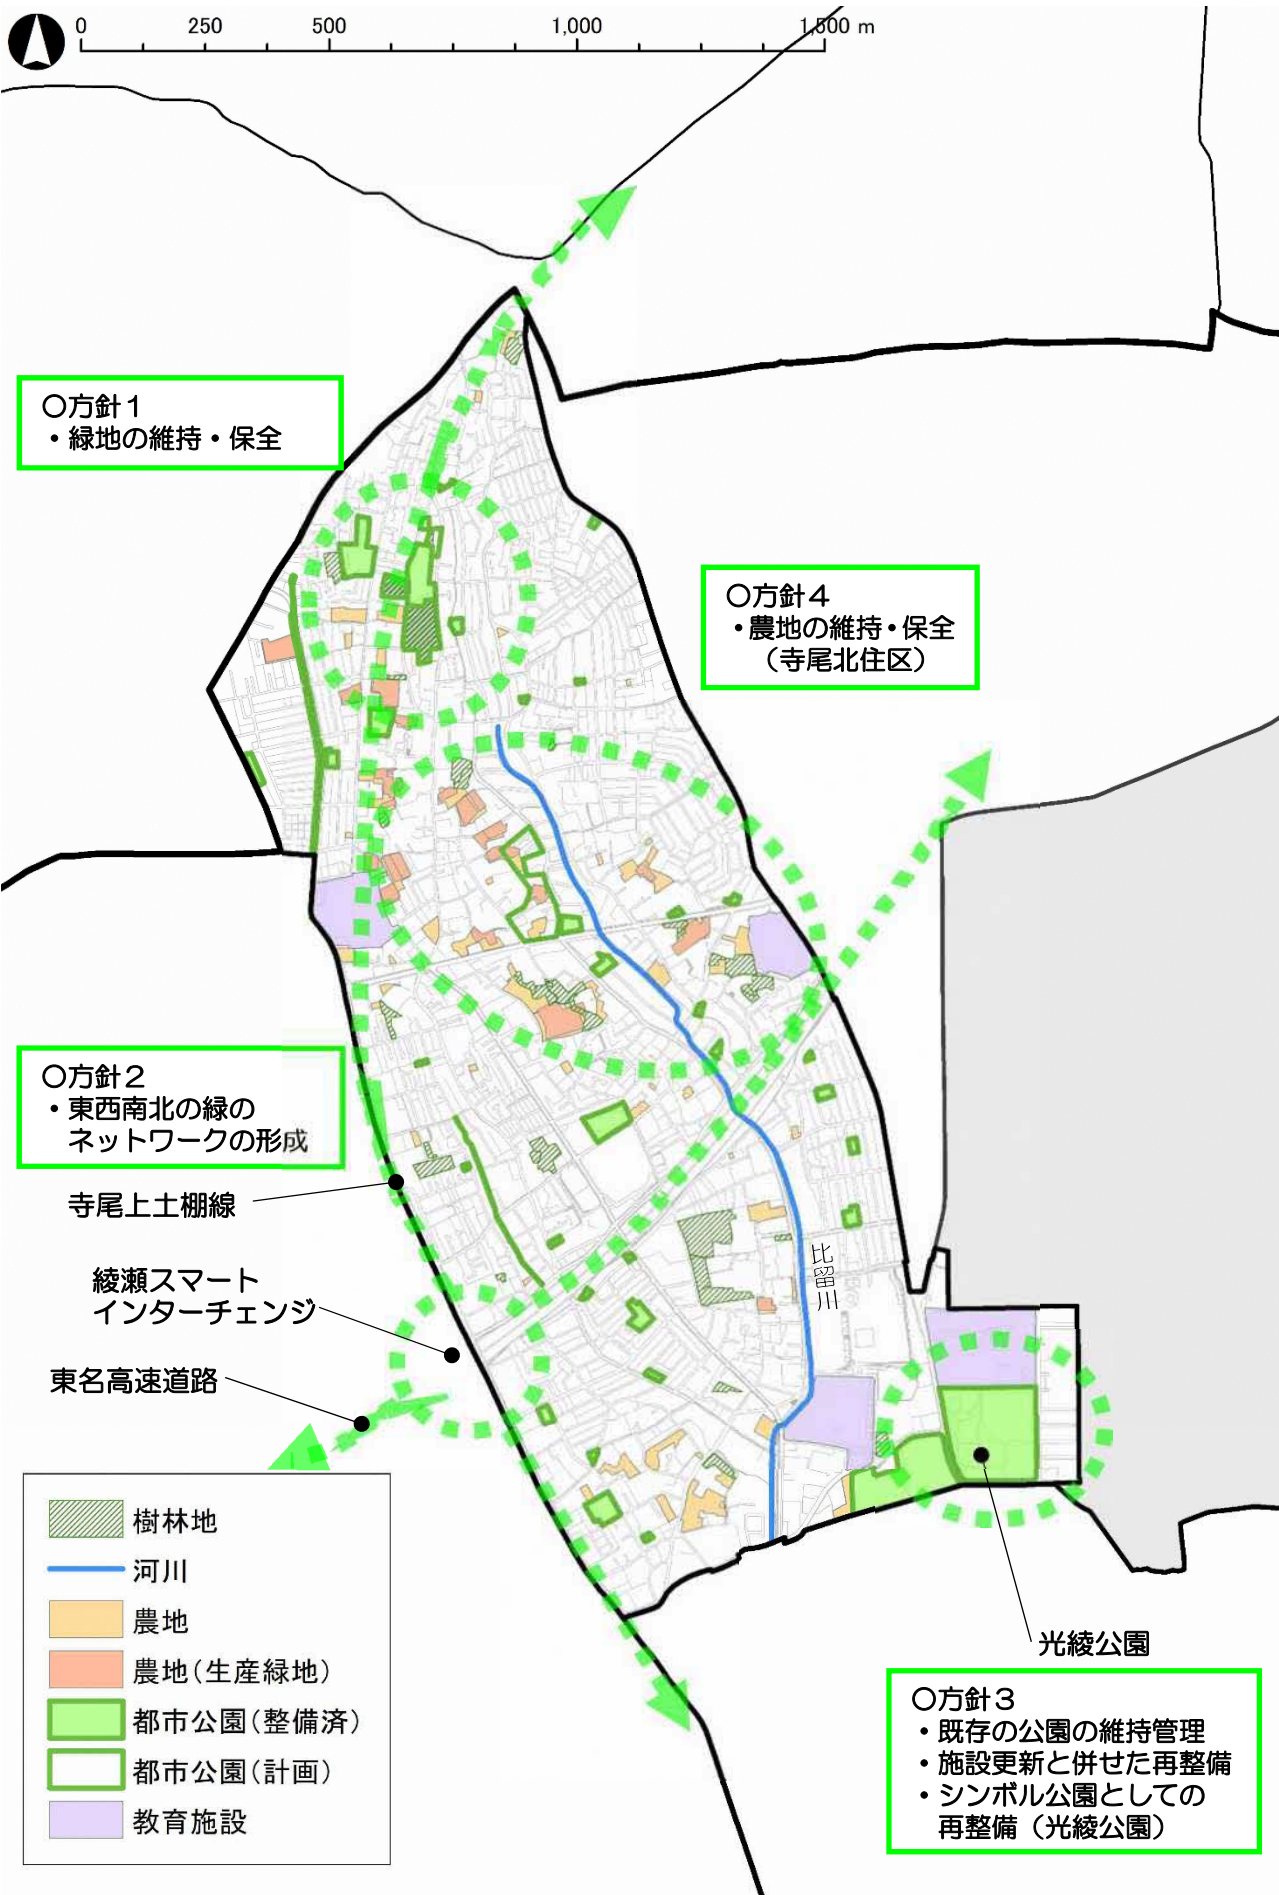 0 250 500 1,000 1,500 m
〇方針１
・緑地の維持・保全
〇方針４
・農地の維持・保全
（寺尾北住区）
〇方針２
・東西南北の緑の
ネットワークの形成
寺尾上土棚線
綾瀬スマート
インターチェンジ
東名高速道路
比留川
光綾公園
〇方針３
・既存の公園の維持管理
・施設更新と併せた再整備
・シンボル公園としての
再整備（光綾公園）
樹林地
河川
農地
農地(生産緑地)
都市公園(整備済)
都市公園(計画)
教育施設